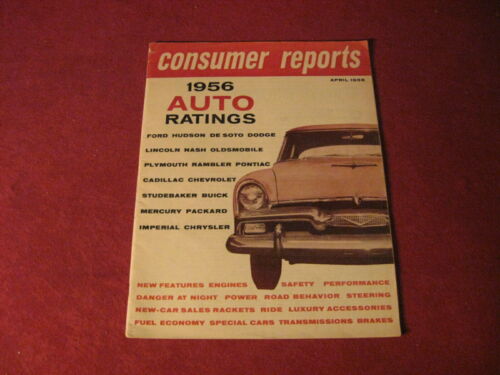 consumer reports
APRIL 1956
1956
AUTO
RATINGS
FORD HUDSON DE SOTO DODGE
LINCOLN NASH OLDSMOBILE
PLYMOUTH RAMBLER PONTIAC
CADILLAC CHEVROLET
STUDEBAKER BUICK
MERCURY PACKARD
IMPERIAL CHRYSLER
NEW FEATURES ENGINES SAFETY PERFORMANCE
DANGER AT NIGHT POWER ROAD BEHAVIOR STEERING
NEW-CAR SALES RACKETS RIDE LUXURY ACCESSORIES
FUEL ECONOMY SPECIAL CARS TRANSMISSIONS BRAKES